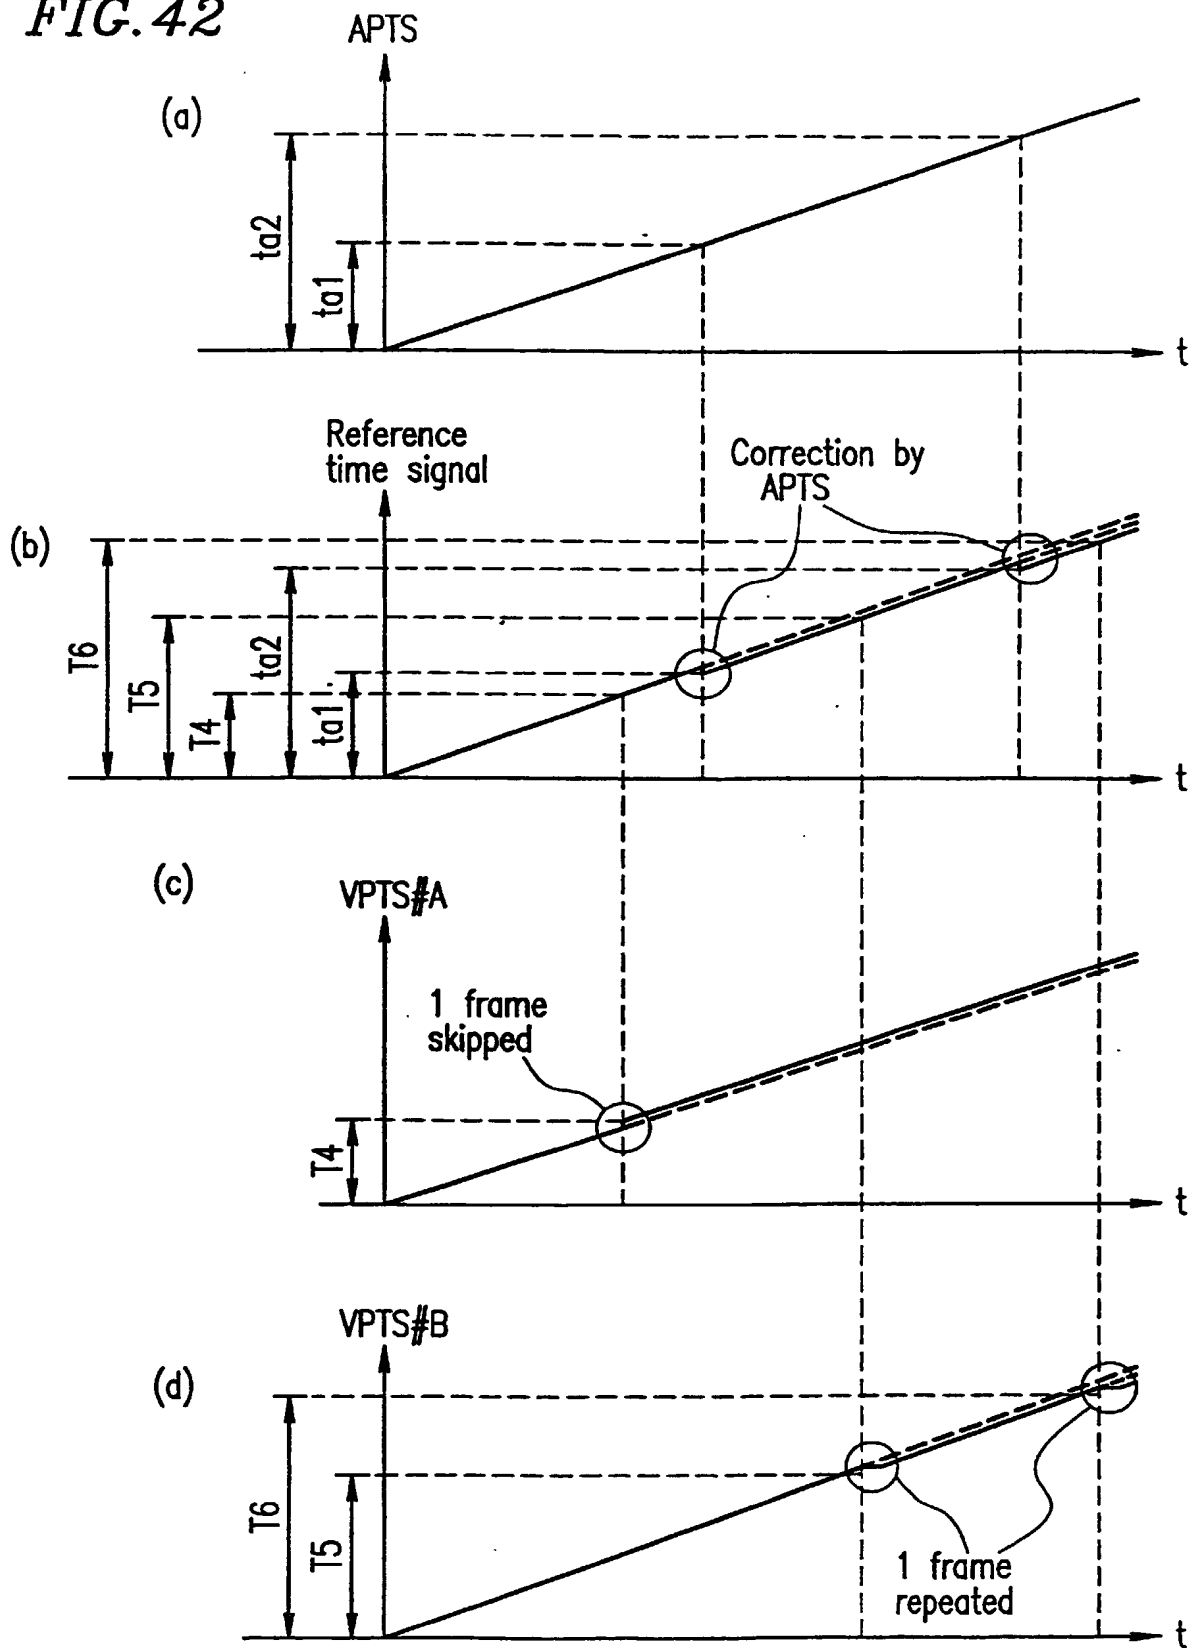 FIG. 42
APTS
(a)
ta2
ta1
t
Reference
time signal
Correction by
APTS
(b)
T6
T5
T4
ta2
ta1
t
(c)
VPTS#A
1 frame
skipped
T4
t
VPTS#B
(d)
T6
T5
1 frame
repeated
t